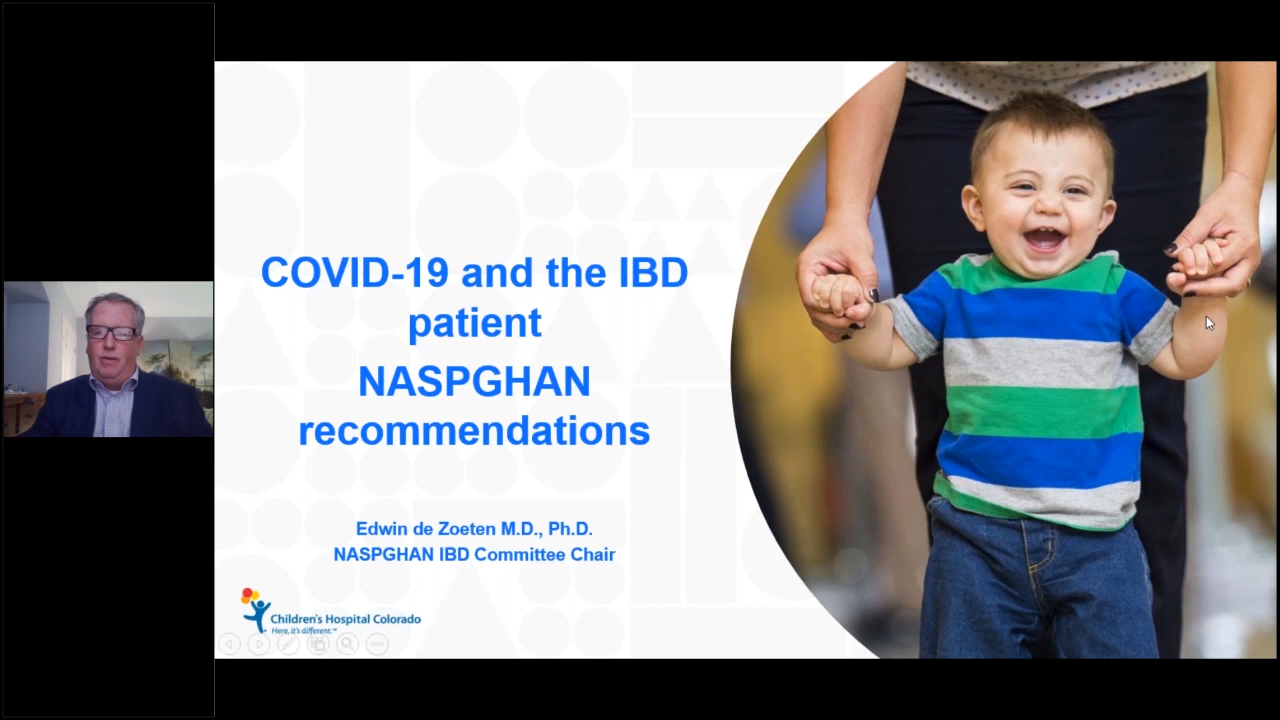 COVID-19 and the IBD
patient
NASPGHAN
recommendations
Edwin de Zoeten M.D., Ph.D.
NASPGHAN IBD Committee Chair
Children's Hospital Colorado
Here, it's different.™